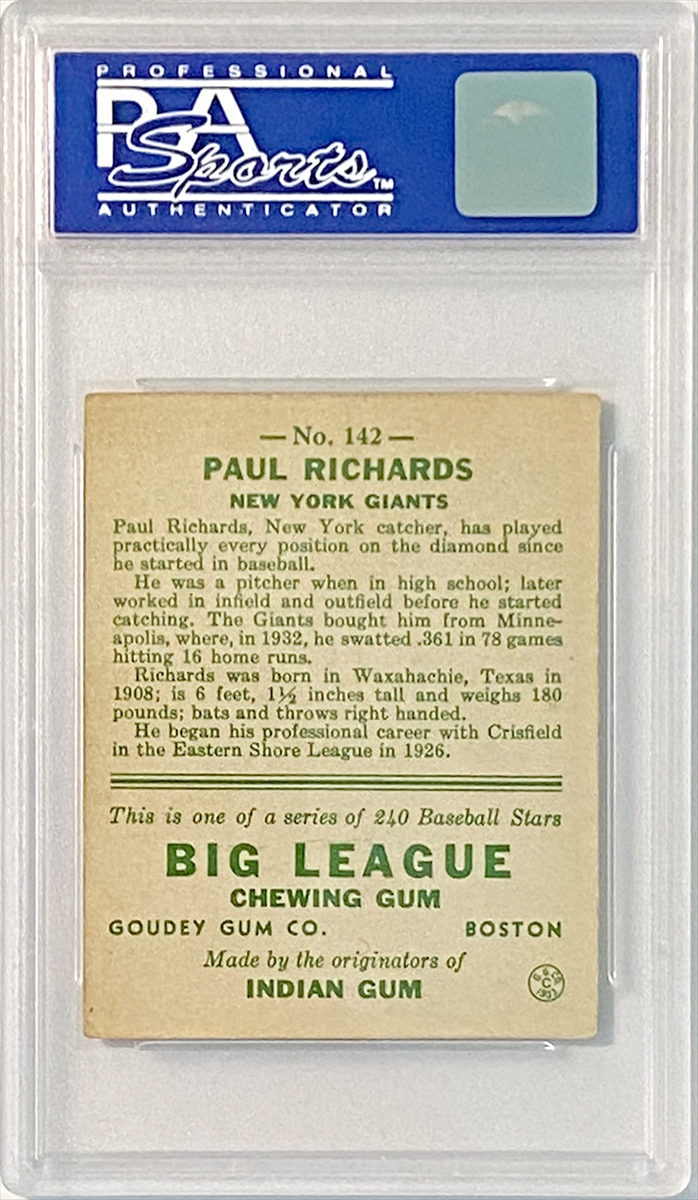 PROFESSIONAL
PSA
Sports™
AUTHENTICATOR
— No. 142 —
PAUL RICHARDS
NEW YORK GIANTS
Paul Richards, New York catcher, has played
practically every position on the diamond since
he started in baseball.
He was a pitcher when in high school; later
worked in infield and outfield before he started
catching. The Giants bought him from Minne-
apolis, where, in 1932, he swatted .361 in 78 games
hitting 16 home runs.
Richards was born in Waxahachie, Texas in
1908; is 6 feet, 1½ inches tall and weighs 180
pounds; bats and throws right handed.
He began his professional career with Crisfield
in the Eastern Shore League in 1926.
This is one of a series of 240 Baseball Stars
BIG LEAGUE
CHEWING GUM
GOUDEY GUM CO. BOSTON
Made by the originators of
INDIAN GUM
G. G. Co.
C
1933